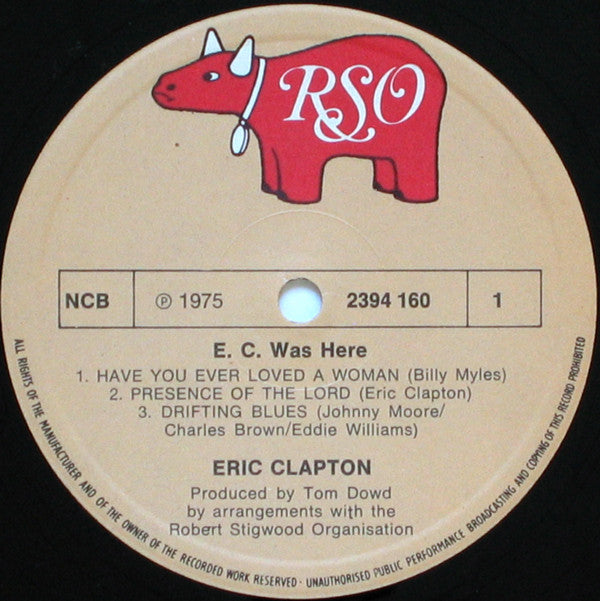 RSO
NCB
℗ 1975
2394 160
1
E. C. Was Here
1. HAVE YOU EVER LOVED A WOMAN (Billy Myles)
2. PRESENCE OF THE LORD (Eric Clapton)
3. DRIFTING BLUES (Johnny Moore/
Charles Brown/Eddie Williams)
ERIC CLAPTON
Produced by Tom Dowd
by arrangements with the
Robert Stigwood Organisation
ALL RIGHTS OF THE MANUFACTURER AND OF THE OWNER OF THE RECORDED WORK RESERVED · UNAUTHORISED PUBLIC PERFORMANCE BROADCASTING AND COPYING OF THIS RECORD PROHIBITED